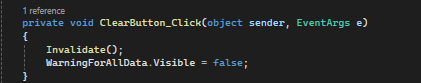 1 reference
private void ClearButton_Click(object sender, EventArgs e)
{
Invalidate();
WarningForAllData.Visible = false;
}